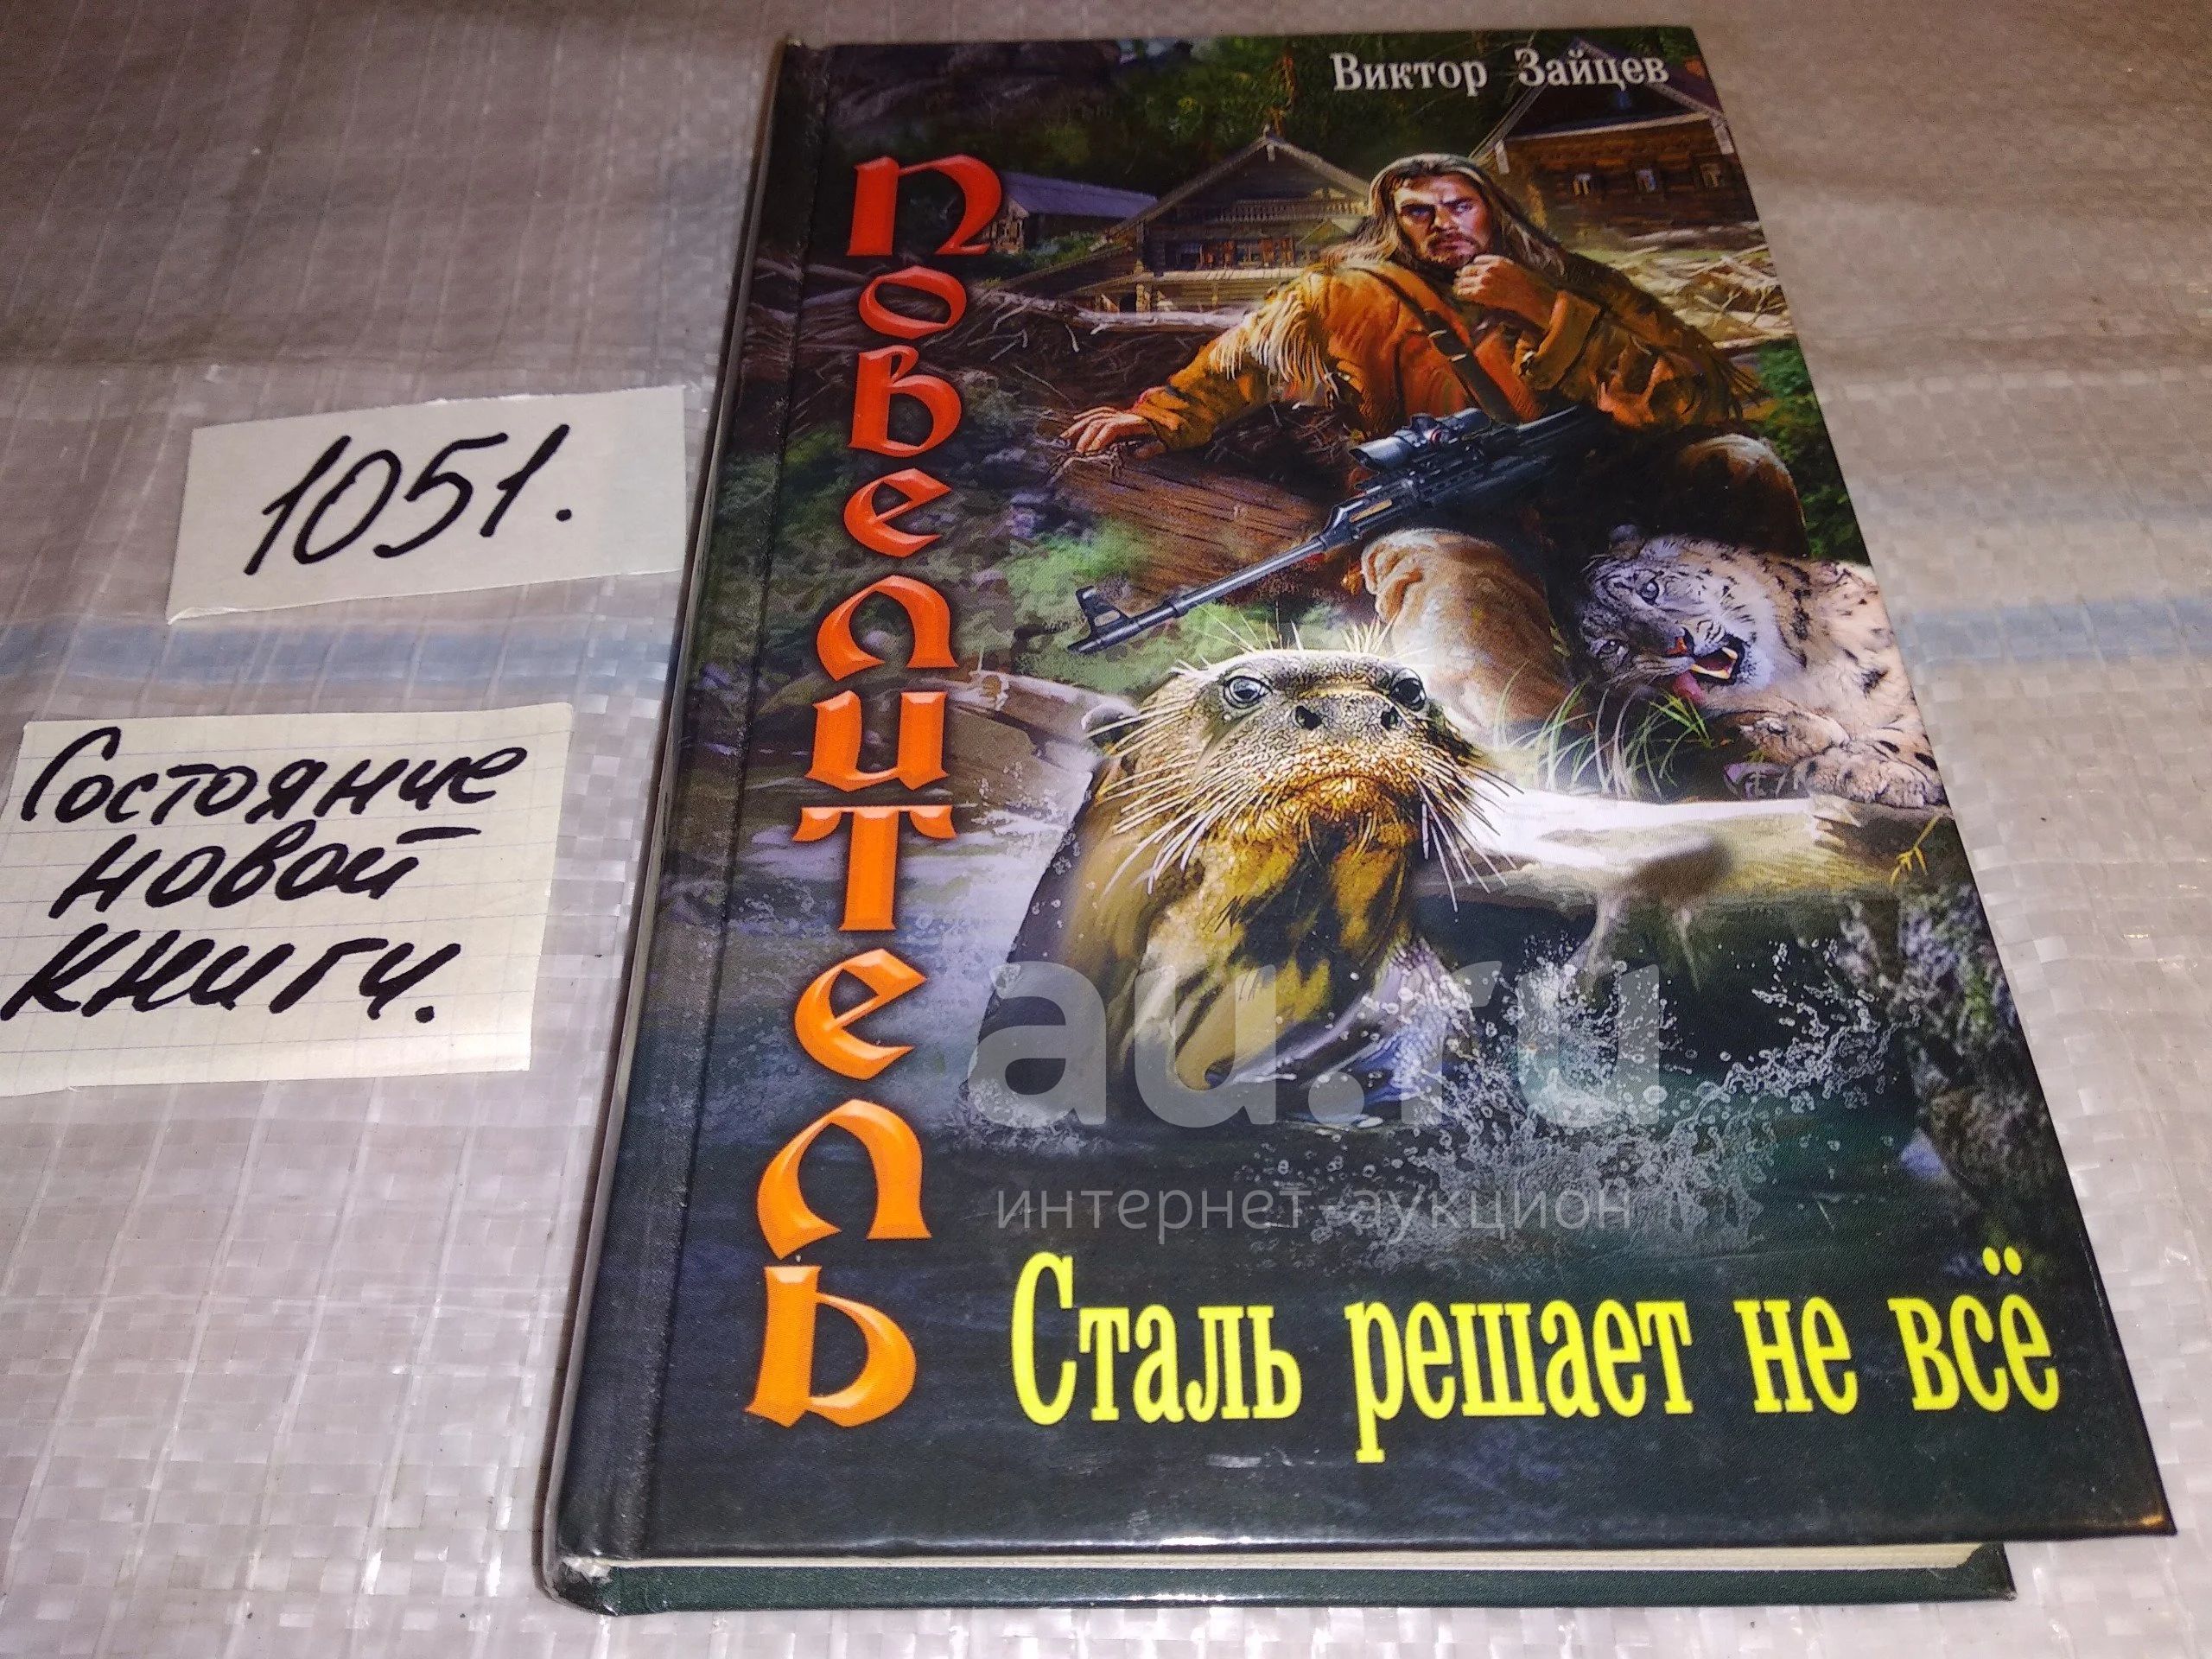 Виктор Зайцев
Повелитель
Сталь решает не всё
1051.
Состояние
новой
книги.
au.ru
интернет-аукцион